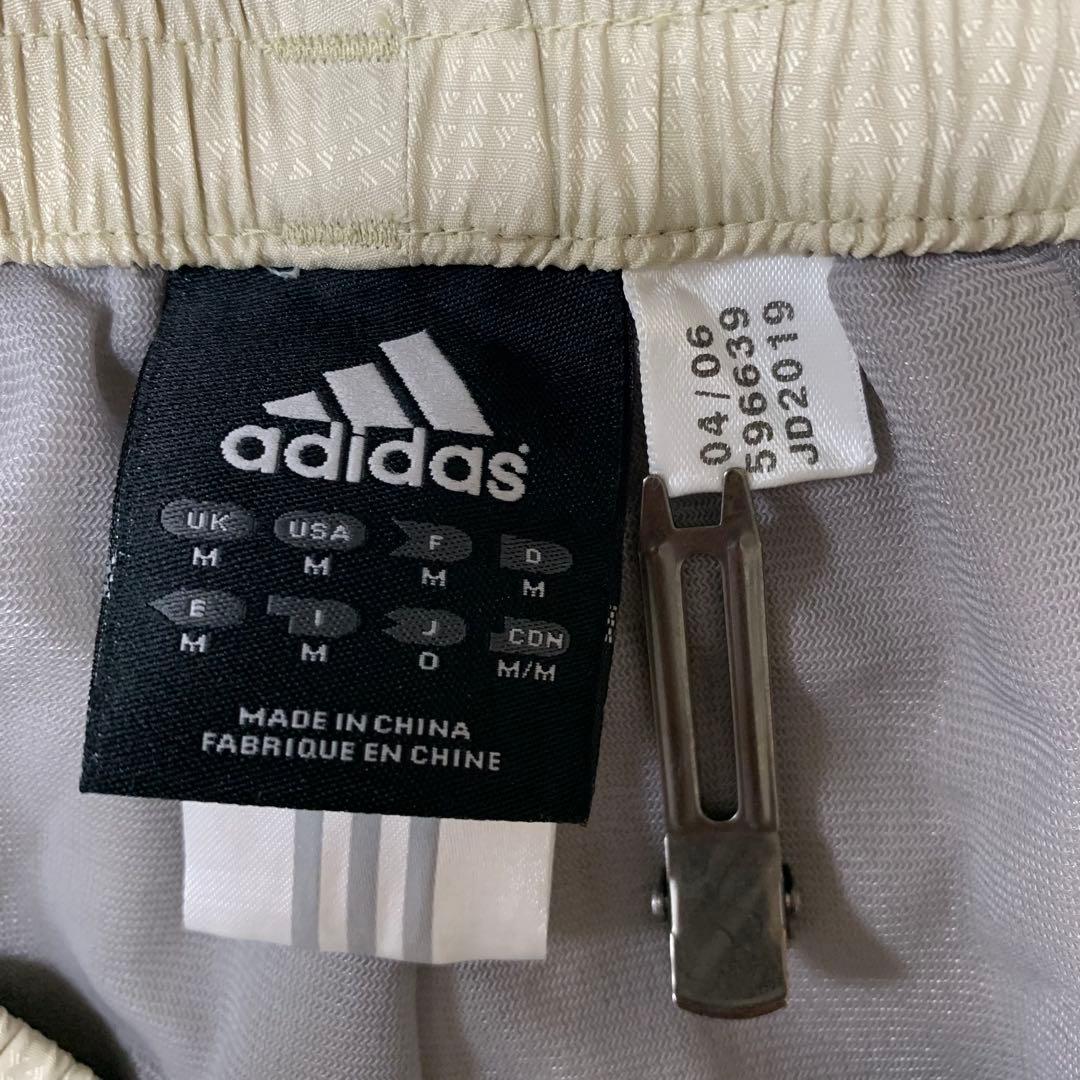 adidas
UK USA F D
M M M M
E I J CDN
M M O M/M
MADE IN CHINA
FABRIQUE EN CHINE
04/06
596639
JD2019